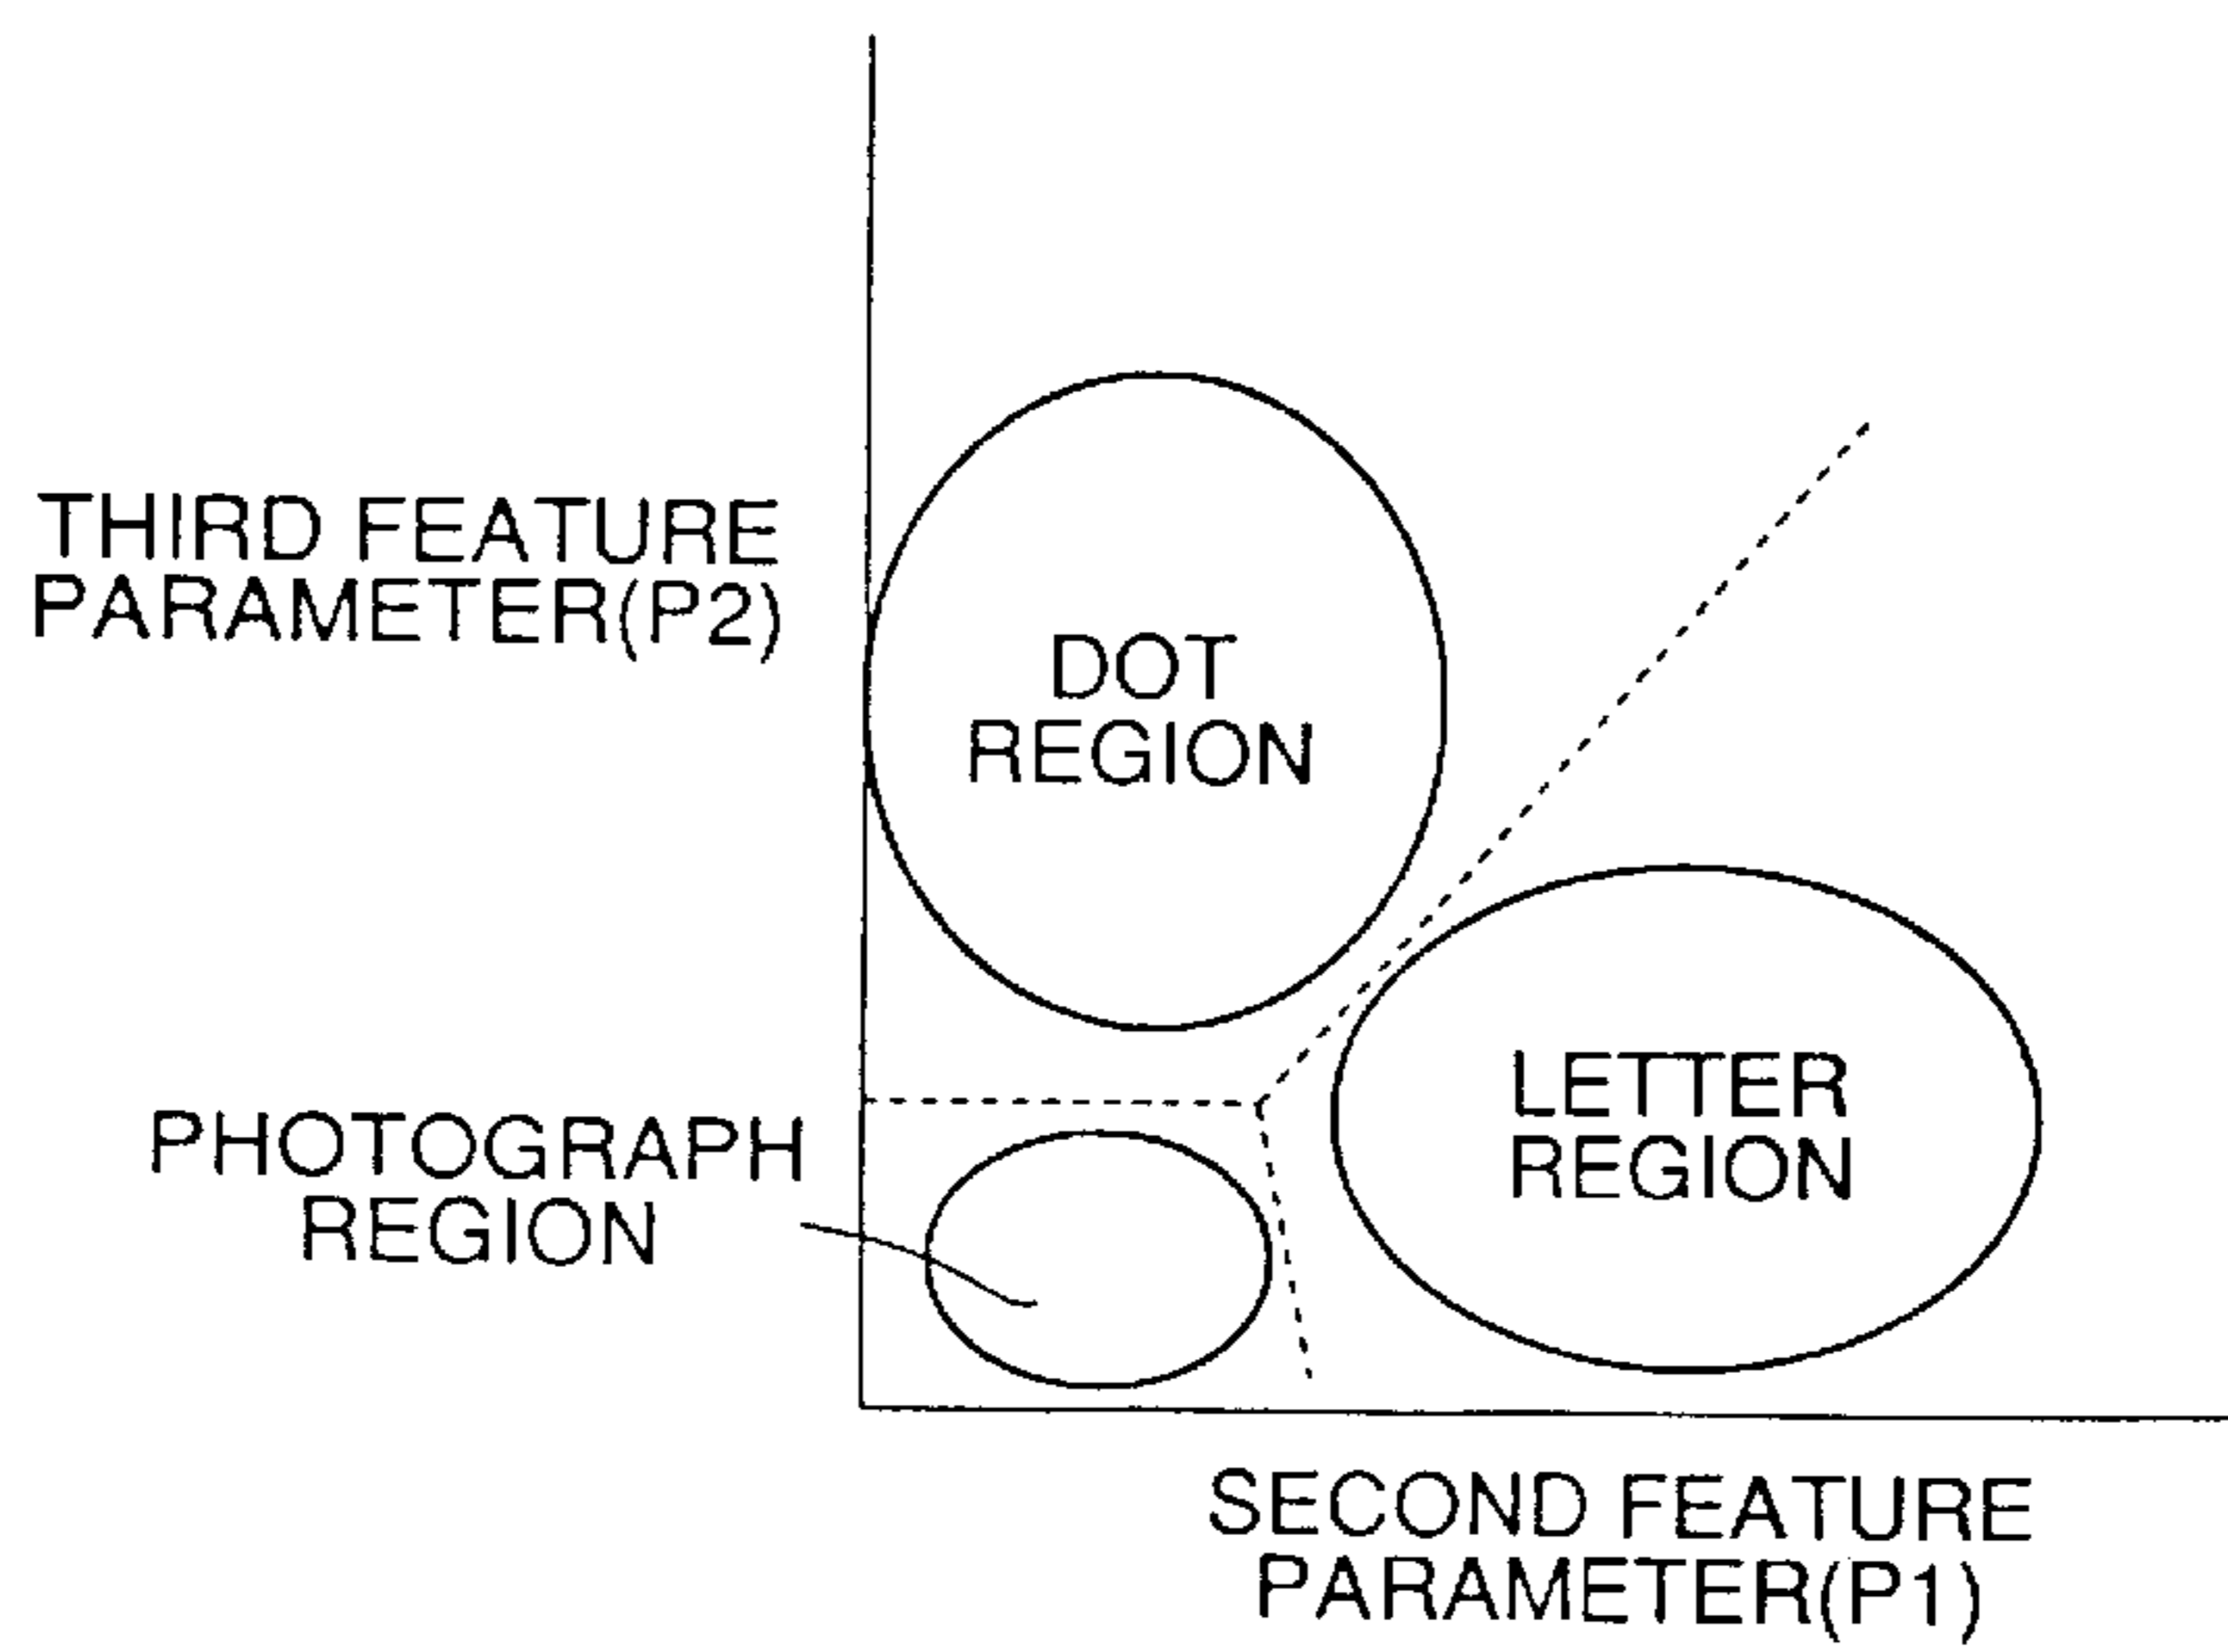 THIRD FEATURE
PARAMETER(P2)
DOT
REGION
LETTER
REGION
PHOTOGRAPH
REGION
SECOND FEATURE
PARAMETER(P1)